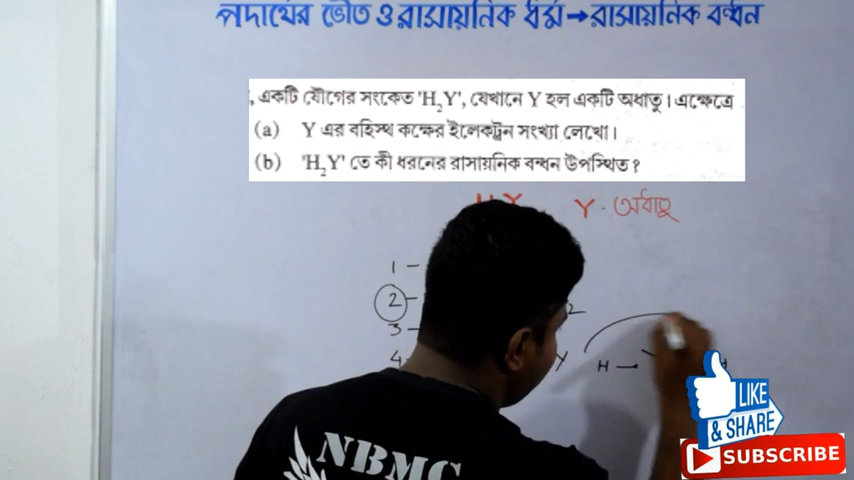 পদার্থের ভৌত ও রাসায়নিক ধর্ম → রাসায়নিক বন্ধন
, একটি যৌগের সংকেত 'H₂Y', যেখানে Y হল একটি অধাতু। এক্ষেত্রে
(a) Y এর বহিস্থ কক্ষের ইলেকট্রন সংখ্যা লেখো।
(b) 'H₂Y' তে কী ধরনের রাসায়নিক বন্ধন উপস্থিত?
Y - অধাতু
1 -
2 -
3 -
4
2
Y H →
NBMC
LIKE
& SHARE
SUBSCRIBE